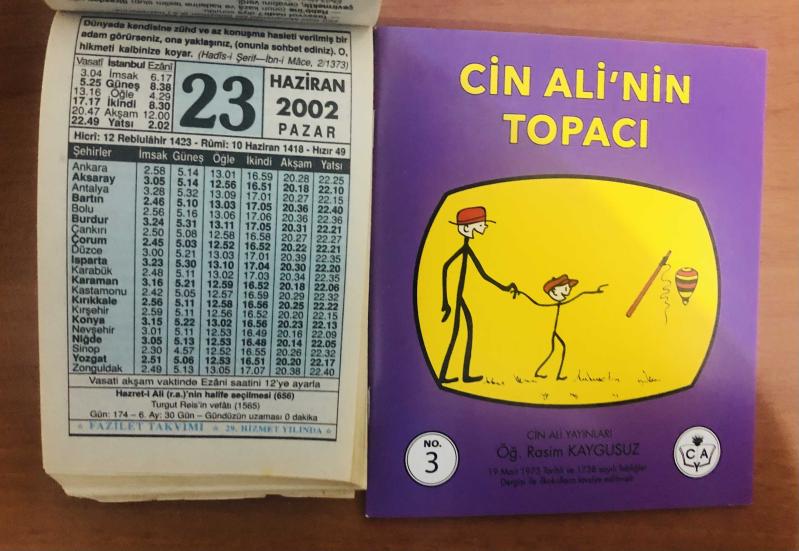 Dünyada kendisine zühd ve az konuşma hasleti verilmiş bir
adam görürseniz, ona yaklaşınız, (onunla sohbet ediniz). O,
hikmeti kalbinize koyar. (Hadîs-i Şerif—İbn-i Mâce, 2/1373)
Vasatî İstanbul Ezânî
3.04 İmsak 6.17
5.25 Güneş 8.38
13.16 Öğle 4.29
17.17 İkindi 8.30
20.47 Akşam 12.00
22.49 Yatsı 2.02
23
HAZİRAN
2002
PAZAR
Hicrî: 12 Rebîulâhir 1423 - Rûmî: 10 Haziran 1418 - Hızır 49
Şehirler İmsak Güneş Öğle İkindi Akşam Yatsı
Ankara 2.58 5.14 13.01 16.59 20.28 22.25
Aksaray 3.05 5.14 12.56 16.51 20.18 22.10
Antalya 3.28 5.32 13.09 17.01 20.27 22.15
Bartın 2.46 5.10 13.03 17.05 20.36 22.40
Bolu 2.56 5.16 13.06 17.06 20.36 22.36
Burdur 3.24 5.31 13.11 17.05 20.31 22.21
Çankırı 2.50 5.08 12.58 16.58 20.27 22.27
Çorum 2.45 5.03 12.52 16.52 20.22 22.21
Düzce 3.00 5.21 13.03 17.01 20.39 22.35
Isparta 3.23 5.30 13.10 17.04 20.30 22.20
Karabük 2.48 5.11 13.02 17.03 20.34 22.35
Karaman 3.16 5.21 12.59 16.52 20.18 22.06
Kastamonu 2.42 5.05 12.57 16.59 20.29 22.32
Kırıkkale 2.56 5.11 12.58 16.56 20.25 22.22
Kırşehir 2.59 5.11 12.56 16.52 20.20 22.15
Konya 3.15 5.22 13.02 16.56 20.23 22.13
Nevşehir 3.01 5.11 12.53 16.49 20.16 22.09
Niğde 3.05 5.13 12.53 16.48 20.14 22.05
Sinop 2.30 4.57 12.52 16.55 20.26 22.32
Yozgat 2.51 5.06 12.53 16.51 20.20 22.17
Zonguldak 2.49 5.13 13.05 17.07 20.38 22.40
Vasati akşam vaktinde Ezânî saatini 12'ye ayarla
Hazret-i Ali (r.a.)'nin halife seçilmesi (656)
Turgut Reis'in vefâtı (1565)
Gün: 174 – 6. Ay: 30 Gün – Gündüzün uzaması 0 dakika
FAZİLET TAKVİMİ 29. HİZMET YILINDA
CİN ALİ'NİN
TOPACI
NO.
3
CİN ALİ YAYINLARI
Öğ. Rasim KAYGUSUZ
19 Mart 1973 Tarihli ve 1738 sayılı Tebliğler
Dergisi ile ilkokullara tavsiye edilmiştir
C A
Y